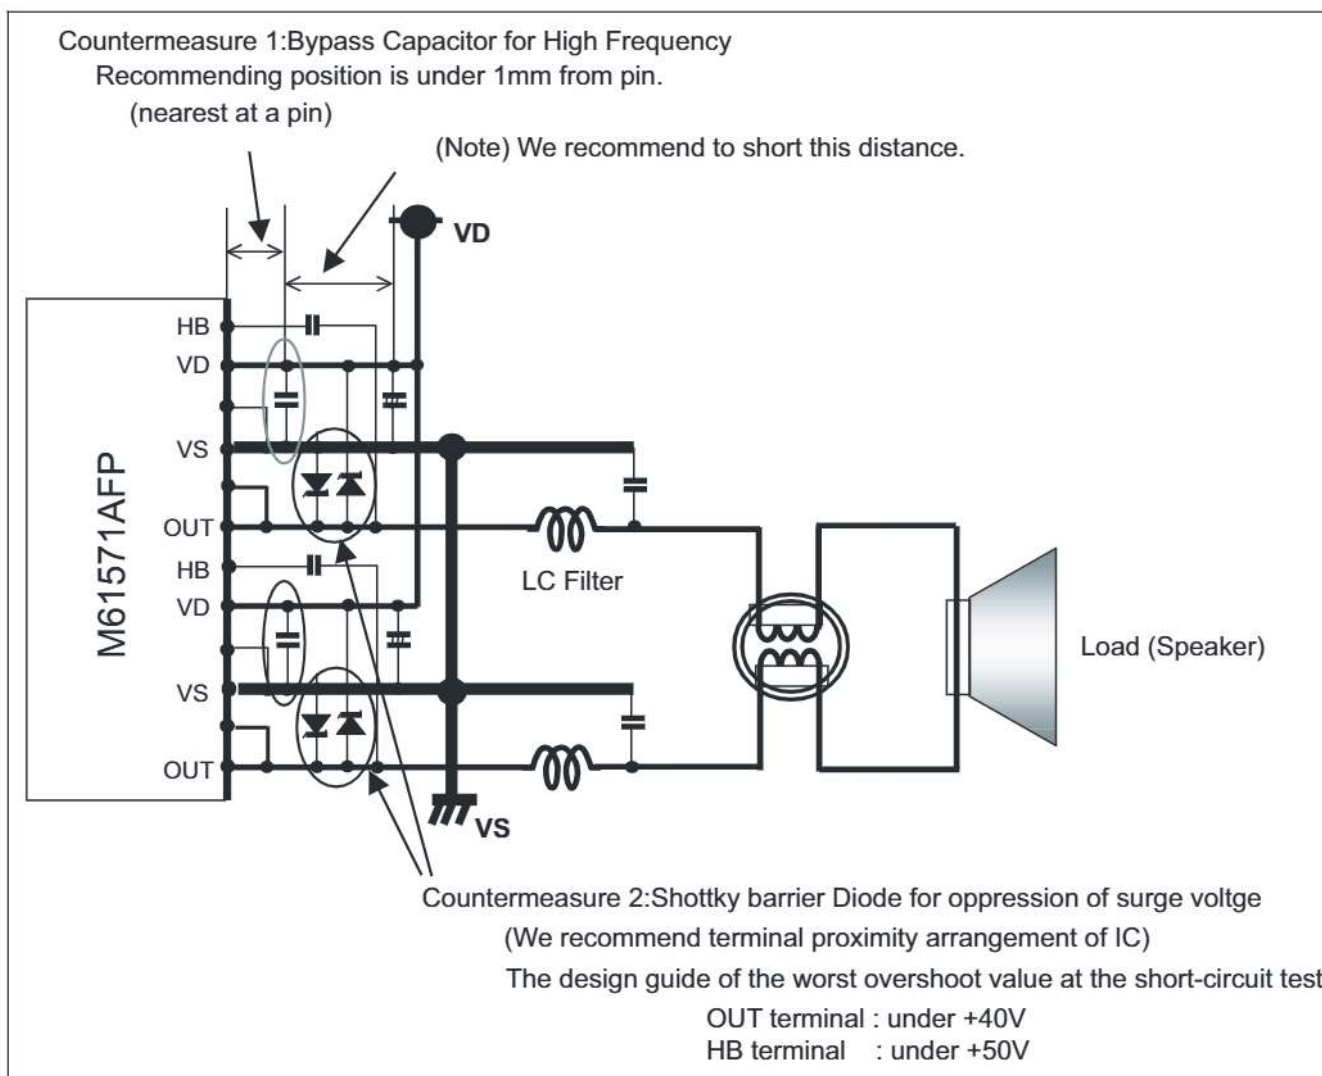 Countermeasure 1:Bypass Capacitor for High Frequency
Recommending position is under 1mm from pin.
(nearest at a pin)
(Note) We recommend to short this distance.
VD
HB
VD
VS
OUT
HB
VD
VS
OUT
M61571AFP
LC Filter
Load (Speaker)
VS
Countermeasure 2:Shottky barrier Diode for oppression of surge voltge
(We recommend terminal proximity arrangement of IC)
The design guide of the worst overshoot value at the short-circuit test
OUT terminal : under +40V
HB terminal : under +50V